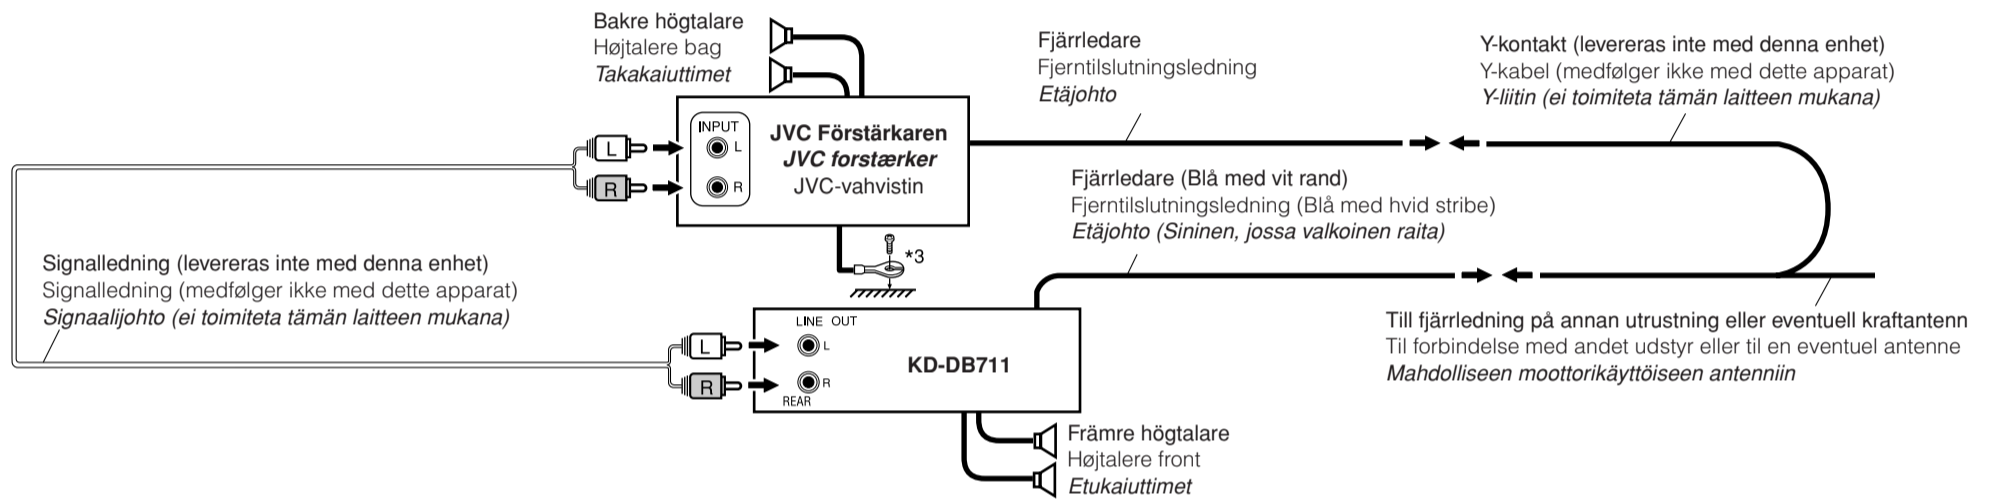 Bakre högtalare
Højtalere bag
Takakaiuttimet
Fjärrledare
Fjerntilslutningsledning
Etäjohto
Y-kontakt (levereras inte med denna enhet)
Y-kabel (medfølger ikke med dette apparat)
Y-liitin (ei toimiteta tämän laitteen mukana)
INPUT
L
L
R
R
JVC Förstärkaren
JVC forstærker
JVC-vahvistin
Fjärrledare (Blå med vit rand)
Fjerntilslutningsledning (Blå med hvid stribe)
Etäjohto (Sininen, jossa valkoinen raita)
*3
Signalledning (levereras inte med denna enhet)
Signalledning (medfølger ikke med dette apparat)
Signaalijohto (ei toimiteta tämän laitteen mukana)
LINE OUT
L
L
R
R
REAR
KD-DB711
Till fjärrledning på annan utrustning eller eventuell kraftantenn
Til forbindelse med andet udstyr eller til en eventuel antenne
Mahdolliseen moottorikäyttöiseen antenniin
Främre högtalare
Højtalere front
Etukaiuttimet